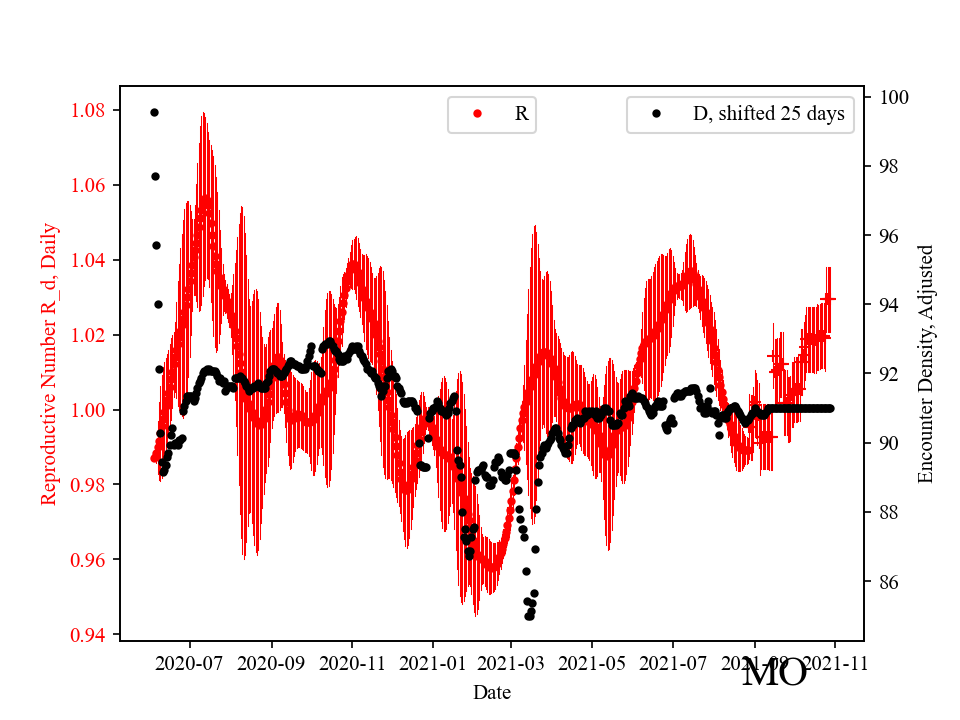 R
D, shifted 25 days
1.08
1.06
1.04
1.02
1.00
0.98
0.96
0.94
Reproductive Number R_d, Daily
100
98
96
94
92
90
88
86
Encounter Density, Adjusted
2020-07 2020-09 2020-11 2021-01 2021-03 2021-05 2021-07 2021-09 2021-11
Date
MO